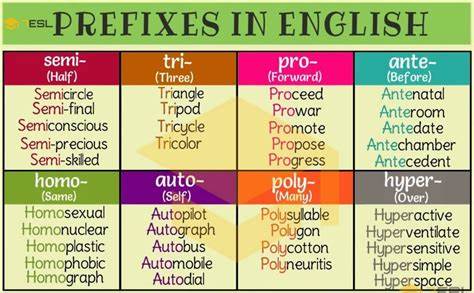 7ESL PREFIXES IN ENGLISH
semi-
(Half)
Semicircle
Semi-final
Semiconscious
Semi-precious
Semi-skilled
tri-
(Three)
Triangle
Tripod
Tricycle
Tricolor
pro-
(Forward)
Proceed
Prowar
Promote
Propose
Progress
ante-
(Before)
Antenatal
Anteroom
Antedate
Antechamber
Antecedent
homo-
(Same)
Homosexual
Homonuclear
Homoplastic
Homophobic
Homograph
auto-
(Self)
Autopilot
Autograph
Autobus
Automobile
Autodial
poly-
(Many)
Polysyllable
Polygon
Polycotton
Polyneuritis
hyper-
(Over)
Hyperactive
Hyperventilate
Hypersensitive
Hypersimple
Hyperspace
7ESL